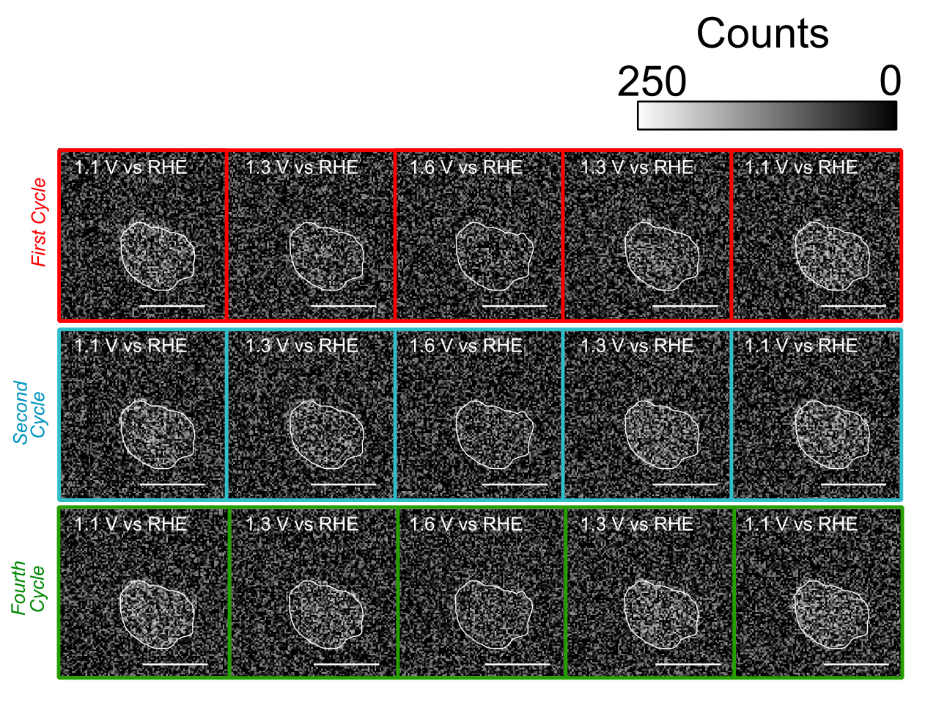 Counts
250 0
First Cycle
1.1 V vs RHE 1.3 V vs RHE 1.6 V vs RHE 1.3 V vs RHE 1.1 V vs RHE
Second
Cycle
1.1 V vs RHE 1.3 V vs RHE 1.6 V vs RHE 1.3 V vs RHE 1.1 V vs RHE
Fourth
Cycle
1.1 V vs RHE 1.3 V vs RHE 1.6 V vs RHE 1.3 V vs RHE 1.1 V vs RHE